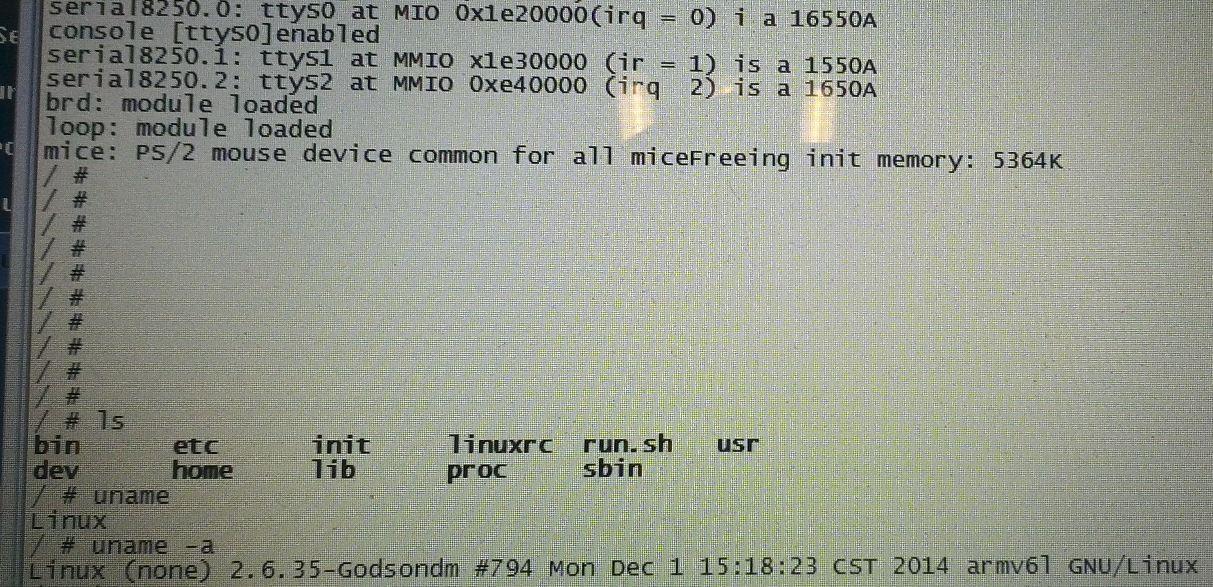 serial8250.0: ttyS0 at MIO 0x1e20000(irq = 0) i a 16550A
console [ttyS0]enabled
serial8250.1: ttyS1 at MMIO x1e30000 (ir = 1) is a 1550A
serial8250.2: ttyS2 at MMIO 0xe40000 (irq  2) is a 1650A
brd: module loaded
loop: module loaded
mice: PS/2 mouse device common for all miceFreeing init memory: 5364K
/ #
/ #
/ #
/ #
/ #
/ #
/ #
/ #
/ #
/ #
/ # ls
bin etc init linuxrc run.sh usr
dev home lib proc sbin
/ # uname
Linux
/ # uname -a
Linux (none) 2.6.35-Godsondm #794 Mon Dec 1 15:18:23 CST 2014 armv6l GNU/Linux